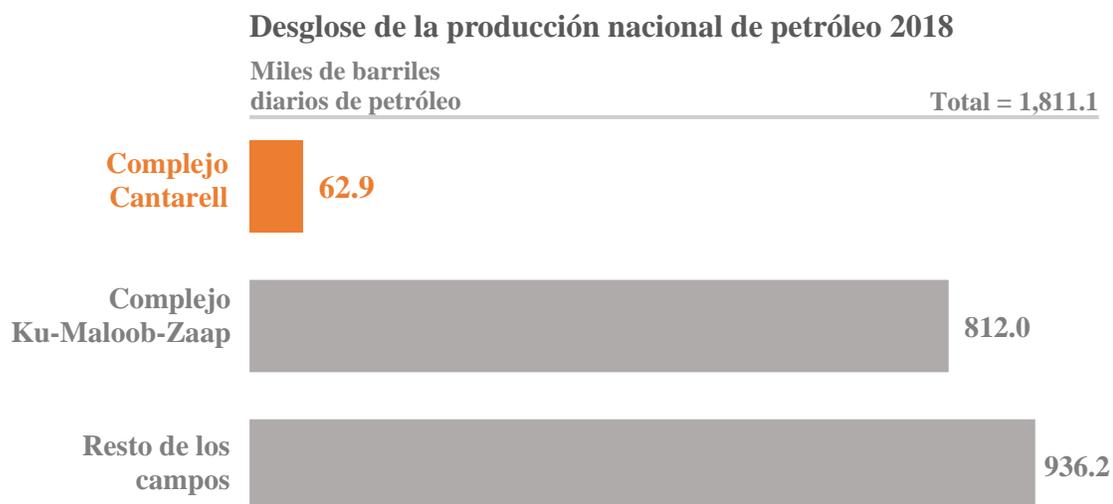 Desglose de la producción nacional de petróleo 2018
Miles de barriles
diarios de petróleo
Total = 1,811.1
Complejo
Cantarell
62.9
Complejo
Ku-Maloob-Zaap
812.0
Resto de los
campos
936.2